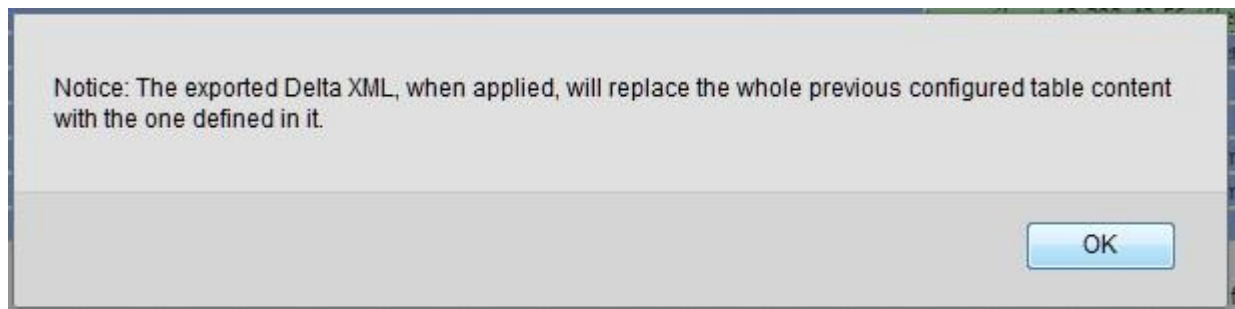 Notice: The exported Delta XML, when applied, will replace the whole previous configured table content
with the one defined in it.
OK